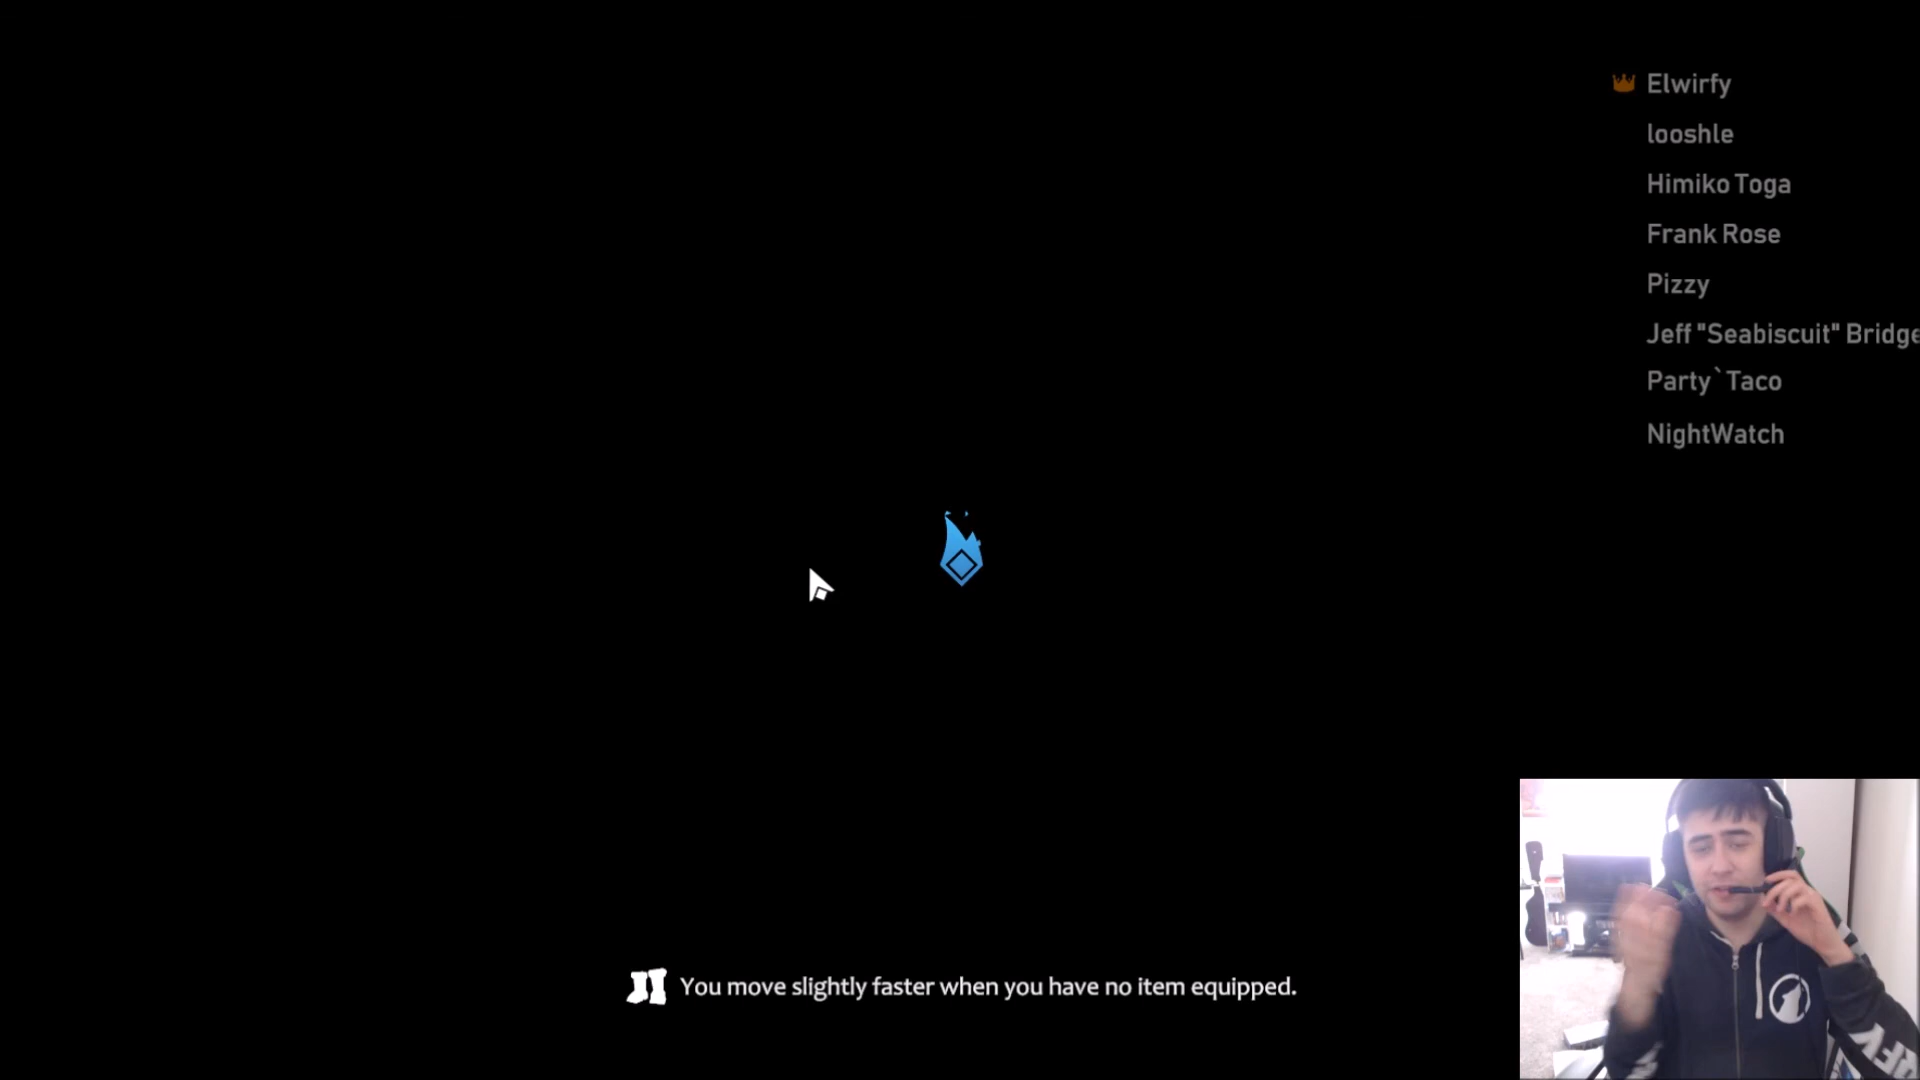 Elwirfy
looshle
Himiko Toga
Frank Rose
Pizzy
Jeff "Seabiscuit" Bridge
Party`Taco
NightWatch
You move slightly faster when you have no item equipped.